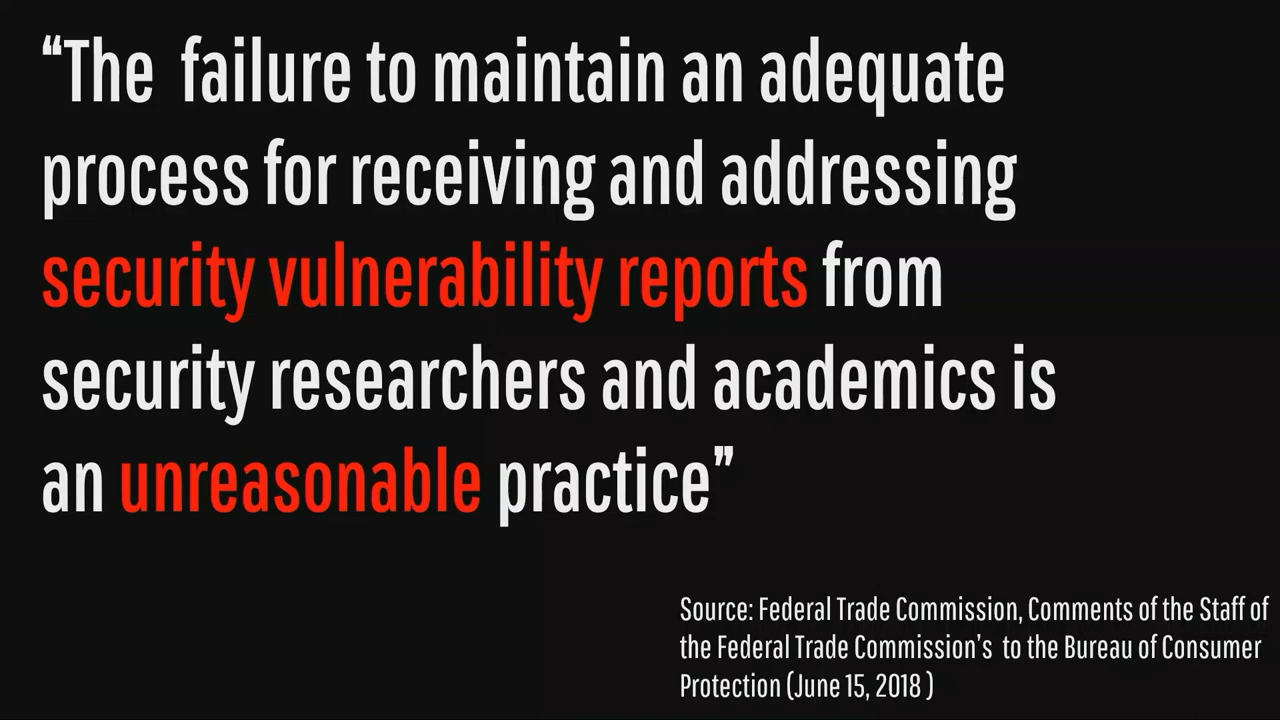 “The  failure to maintain an adequate
process for receiving and addressing
security vulnerability reports from
security researchers and academics is
an unreasonable practice”
Source: Federal Trade Commission, Comments of the Staff of
the Federal Trade Commission’s  to the Bureau of Consumer
Protection (June 15, 2018 )